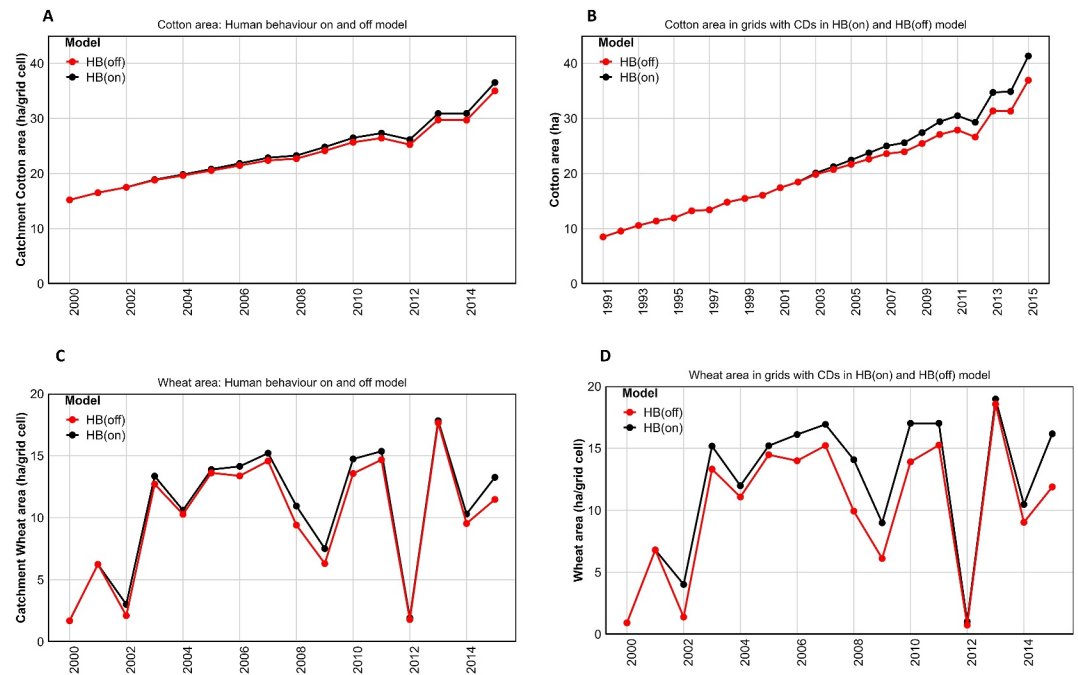 A
Cotton area: Human behaviour on and off model
Model
HB(off)
HB(on)
Catchment Cotton area (ha/grid cell)
40
30
20
10
0
2000
2002
2004
2006
2008
2010
2012
2014
B
Cotton area in grids with CDs in HB(on) and HB(off) model
Model
HB(off)
HB(on)
Cotton area (ha)
40
30
20
10
0
1991
1993
1995
1997
1999
2001
2003
2005
2007
2009
2011
2013
2015
C
Wheat area: Human behaviour on and off model
Model
HB(off)
HB(on)
Catchment Wheat area (ha/grid cell)
20
15
10
5
0
2000
2002
2004
2006
2008
2010
2012
2014
D
Wheat area in grids with CDs in HB(on) and HB(off) model
Model
HB(off)
HB(on)
Wheat area (ha/grid cell)
20
15
10
5
0
2000
2002
2004
2006
2008
2010
2012
2014